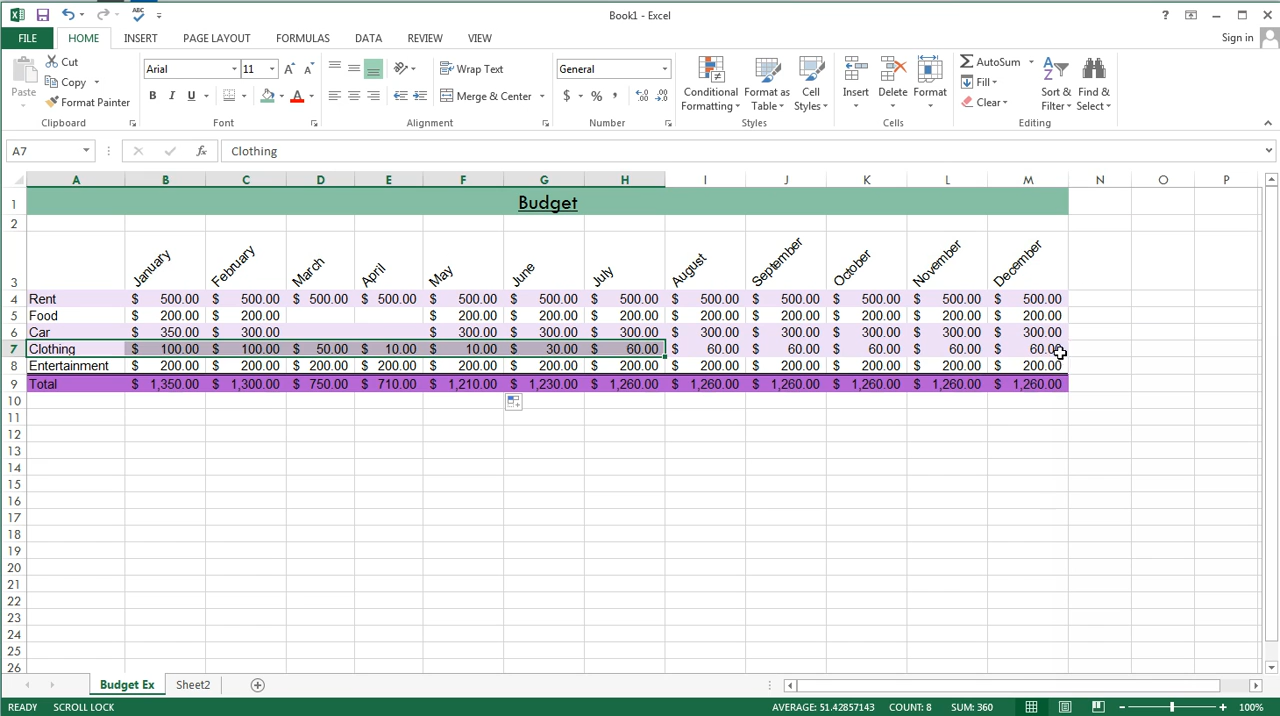 Book1 - Excel
? 
FILE HOME INSERT PAGE LAYOUT FORMULAS DATA REVIEW VIEW Sign in
Paste Cut Copy Format Painter Clipboard
Arial 11 B I U A Font
Wrap Text Merge & Center Alignment
General $ % , Number
Conditional Formatting Format as Table Cell Styles Styles
Insert Delete Format Cells
AutoSum Fill Clear Sort & Filter Find & Select Editing
A7 fx Clothing
A B C D E F G H I J K L M N O P
1 Budget
2
3 January February March April May June July August September October November December
4 Rent $ 500.00 $ 500.00 $ 500.00 $ 500.00 $ 500.00 $ 500.00 $ 500.00 $ 500.00 $ 500.00 $ 500.00 $ 500.00 $ 500.00
5 Food $ 200.00 $ 200.00 $ 200.00 $ 200.00 $ 200.00 $ 200.00 $ 200.00 $ 200.00 $ 200.00 $ 200.00
6 Car $ 350.00 $ 300.00 $ 300.00 $ 300.00 $ 300.00 $ 300.00 $ 300.00 $ 300.00 $ 300.00 $ 300.00
7 Clothing $ 100.00 $ 100.00 $ 50.00 $ 10.00 $ 10.00 $ 30.00 $ 60.00 $ 60.00 $ 60.00 $ 60.00 $ 60.00 $ 60.00
8 Entertainment $ 200.00 $ 200.00 $ 200.00 $ 200.00 $ 200.00 $ 200.00 $ 200.00 $ 200.00 $ 200.00 $ 200.00 $ 200.00 $ 200.00
9 Total $ 1,350.00 $ 1,300.00 $ 750.00 $ 710.00 $ 1,210.00 $ 1,230.00 $ 1,260.00 $ 1,260.00 $ 1,260.00 $ 1,260.00 $ 1,260.00 $ 1,260.00
10
11
12
13
14
15
16
17
18
19
20
21
22
23
24
25
26
Budget Ex Sheet2
READY SCROLL LOCK AVERAGE: 51.42857143 COUNT: 8 SUM: 360 100%